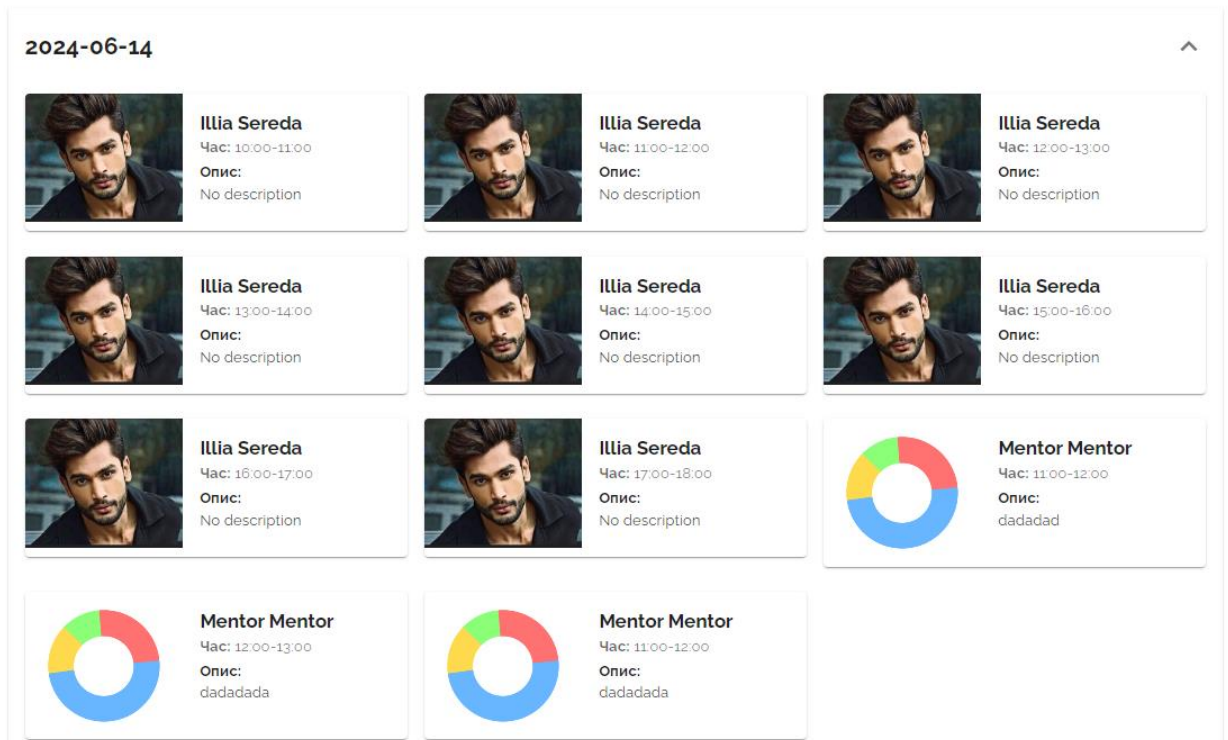 2024-06-14
Illia Sereda
Час: 10:00-11:00
Опис:
No description
Illia Sereda
Час: 11:00-12:00
Опис:
No description
Illia Sereda
Час: 12:00-13:00
Опис:
No description
Illia Sereda
Час: 13:00-14:00
Опис:
No description
Illia Sereda
Час: 14:00-15:00
Опис:
No description
Illia Sereda
Час: 15:00-16:00
Опис:
No description
Illia Sereda
Час: 16:00-17:00
Опис:
No description
Illia Sereda
Час: 17:00-18:00
Опис:
No description
Mentor Mentor
Час: 11:00-12:00
Опис:
dadadad
Mentor Mentor
Час: 12:00-13:00
Опис:
dadadada
Mentor Mentor
Час: 11:00-12:00
Опис:
dadadada